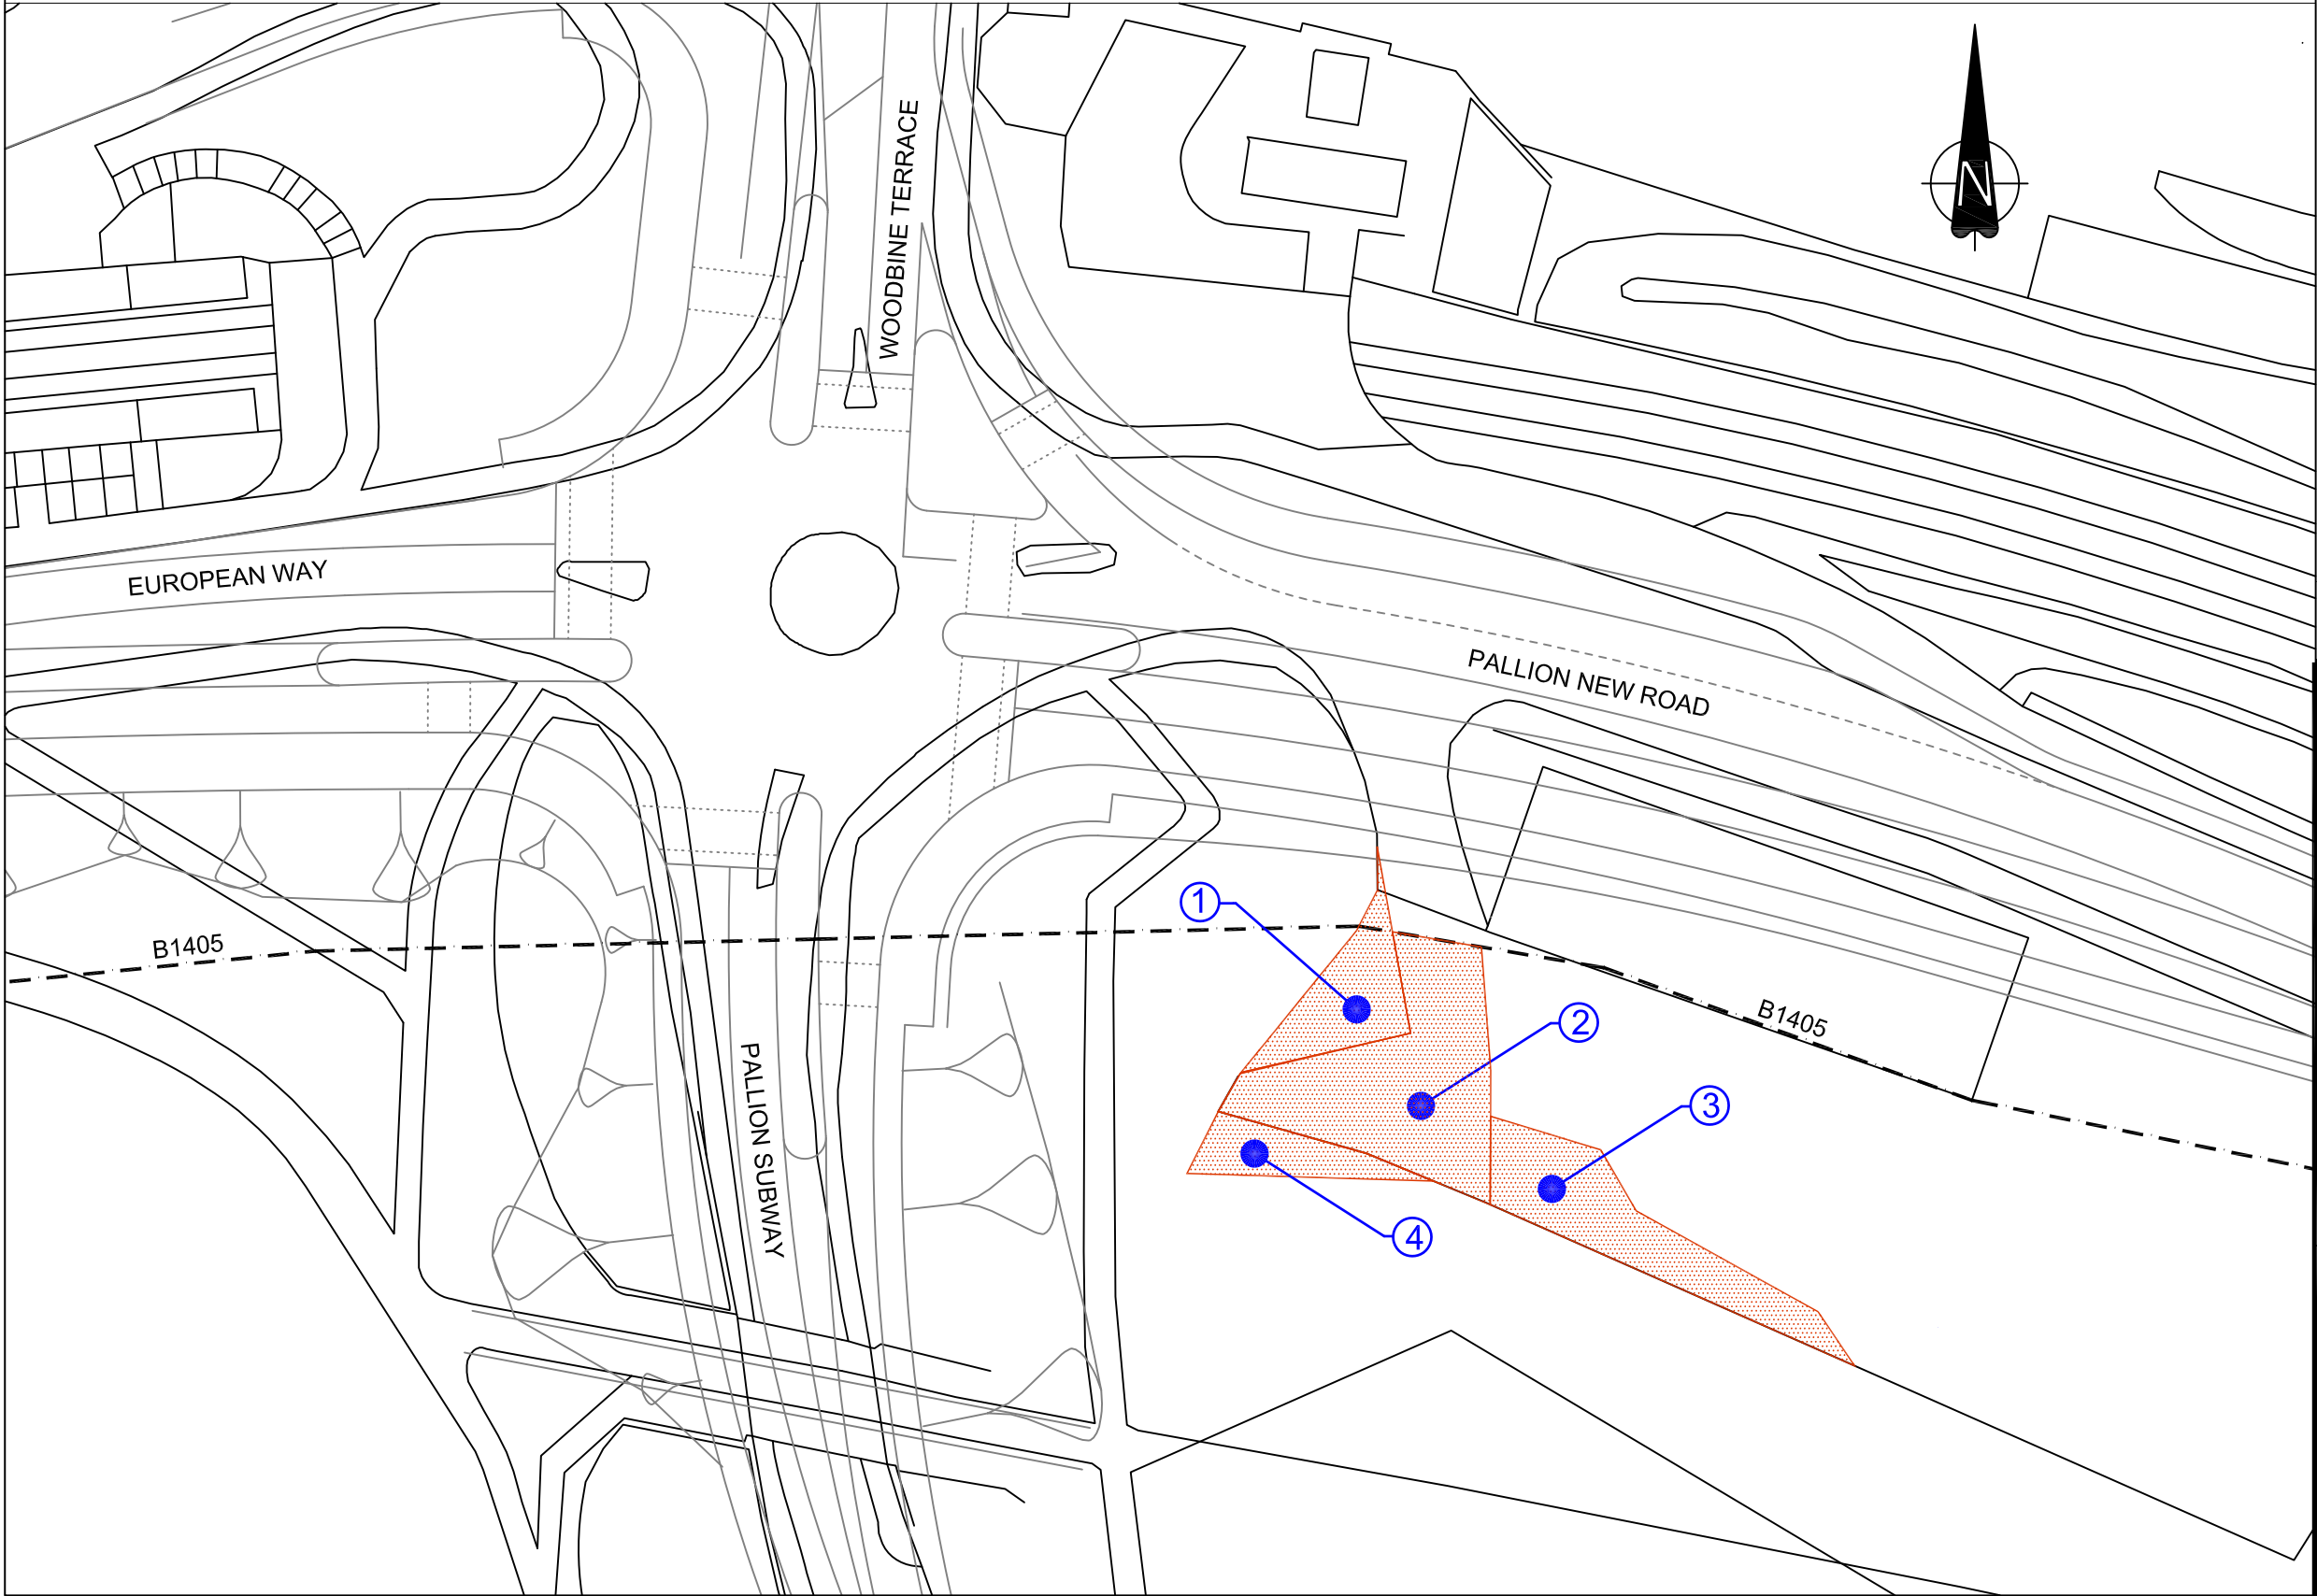 N
WOODBINE TERRACE
EUROPEAN WAY
PALLION NEW ROAD
1
B1405
2
B1405
3
PALLION SUBWAY
4